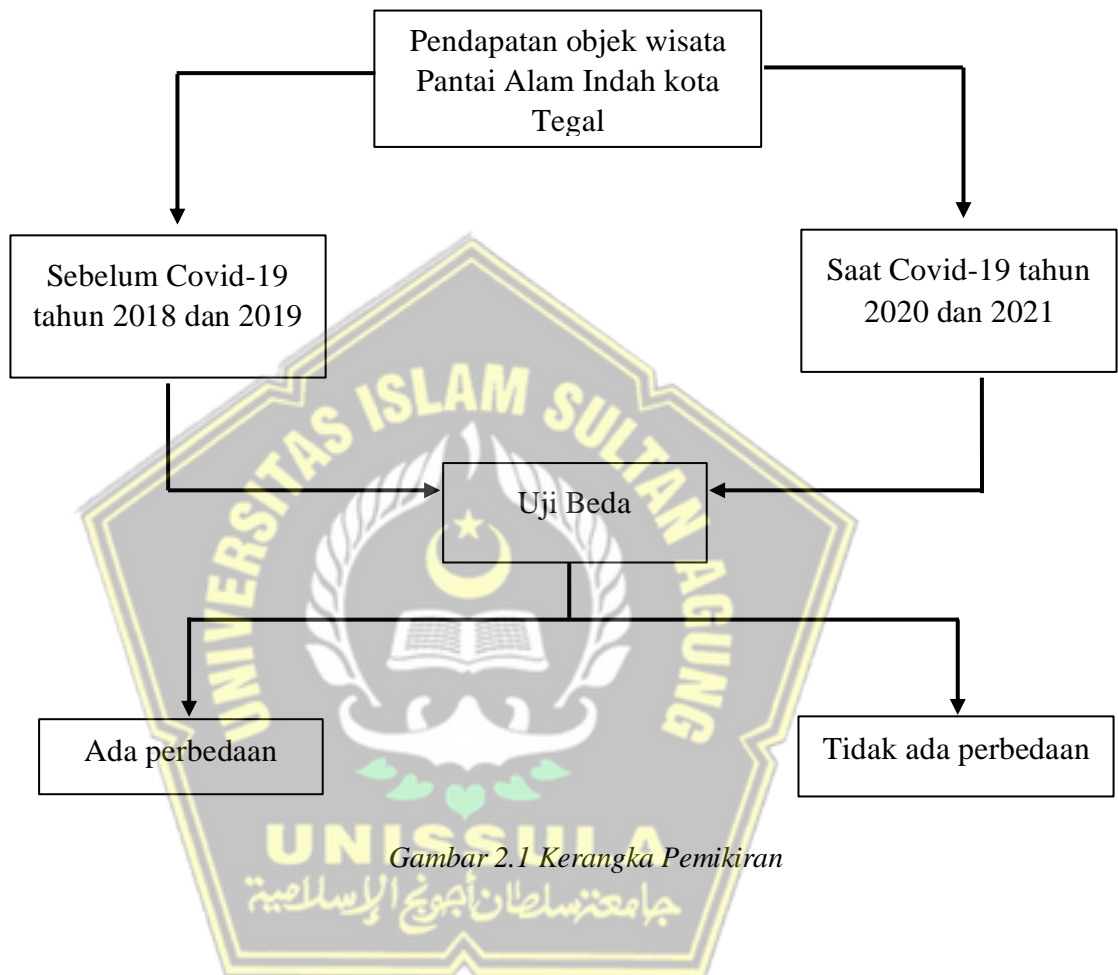 Pendapatan objek wisata
Pantai Alam Indah kota
Tegal
Sebelum Covid-19
tahun 2018 dan 2019
Saat Covid-19 tahun
2020 dan 2021
UNIVERSITAS ISLAM SULTAN AGUNG
Uji Beda
Ada perbedaan
Tidak ada perbedaan
UNISSULA
Gambar 2.1 Kerangka Pemikiran
جامعة سلطان أجونج الإسلامية